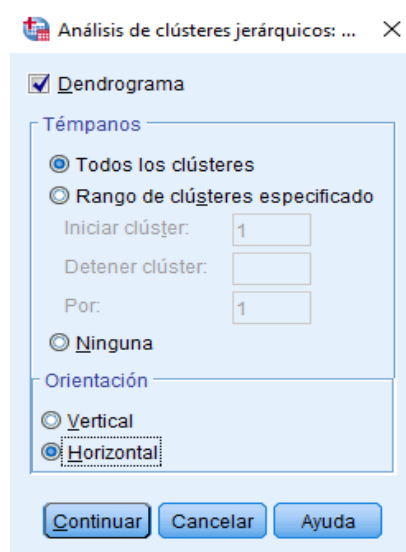 Análisis de clústeres jerárquicos: ...
Dendrograma
Témpanos
Todos los clústeres
Rango de clústeres especificado
Iniciar clúster: 1
Detener clúster:
Por: 1
Ninguna
Orientación
Vertical
Horizontal
Continuar Cancelar Ayuda